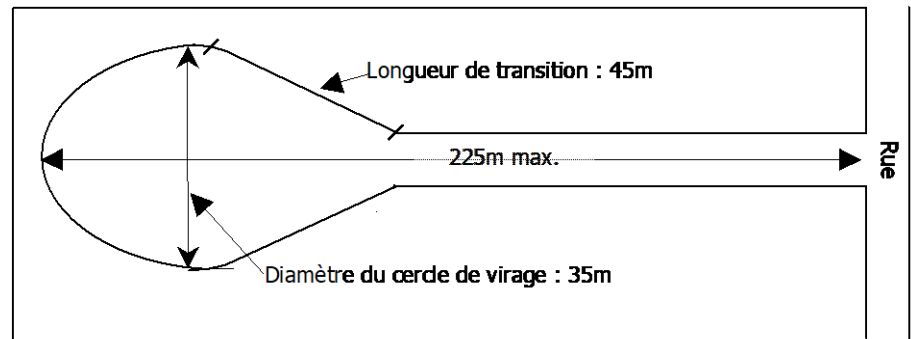 Longueur de transition : 45m
225m max.
Rue
Diamètre du cercle de virage : 35m